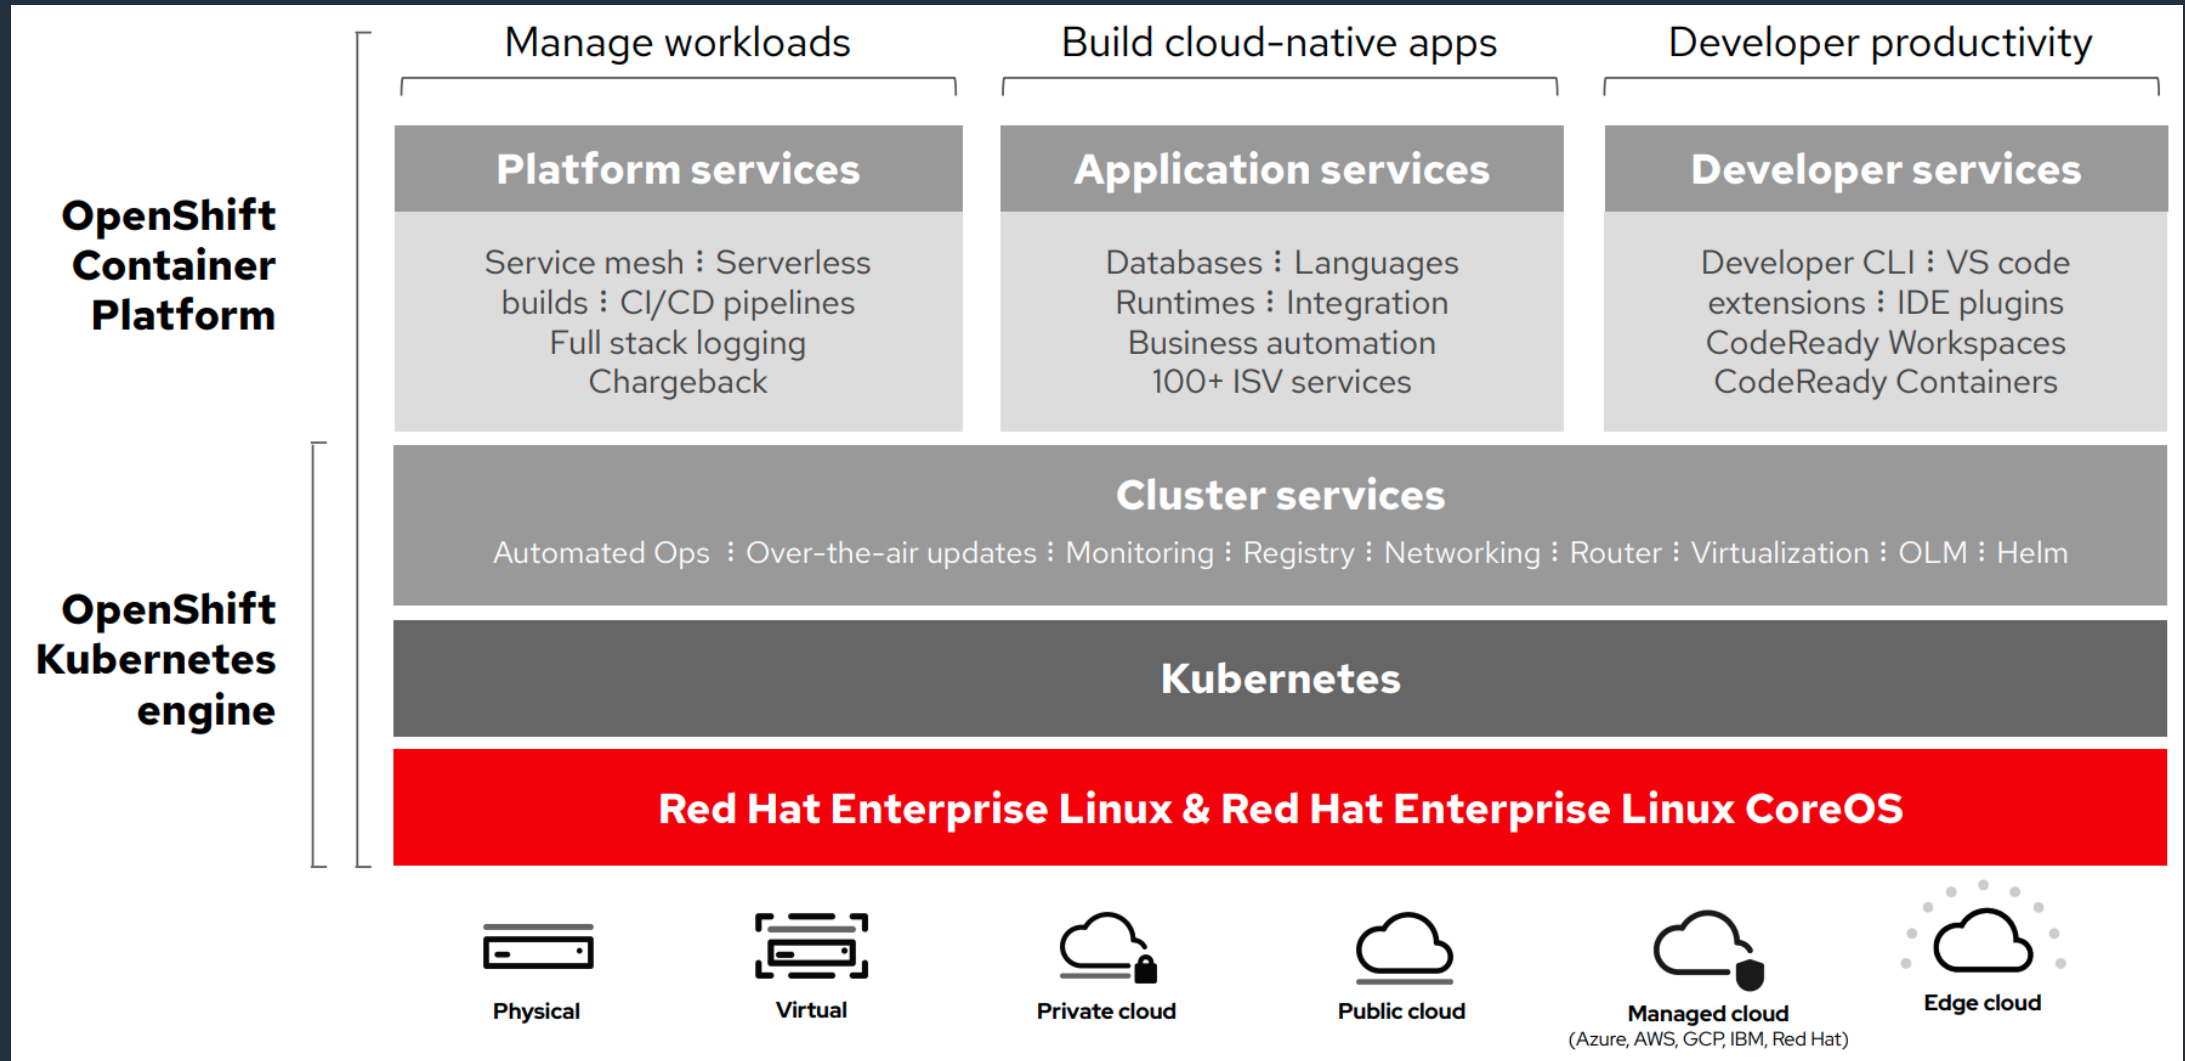 Manage workloads
Build cloud-native apps
Developer productivity
OpenShift
Container
Platform
Platform services
Service mesh ⁝ Serverless
builds ⁝ CI/CD pipelines
Full stack logging
Chargeback
Application services
Databases ⁝ Languages
Runtimes ⁝ Integration
Business automation
100+ ISV services
Developer services
Developer CLI ⁝ VS code
extensions ⁝ IDE plugins
CodeReady Workspaces
CodeReady Containers
OpenShift
Kubernetes
engine
Cluster services
Automated Ops ⁝ Over-the-air updates ⁝ Monitoring ⁝ Registry ⁝ Networking ⁝ Router ⁝ Virtualization ⁝ OLM ⁝ Helm
Kubernetes
Red Hat Enterprise Linux & Red Hat Enterprise Linux CoreOS
Physical
Virtual
Private cloud
Public cloud
Managed cloud
(Azure, AWS, GCP, IBM, Red Hat)
Edge cloud